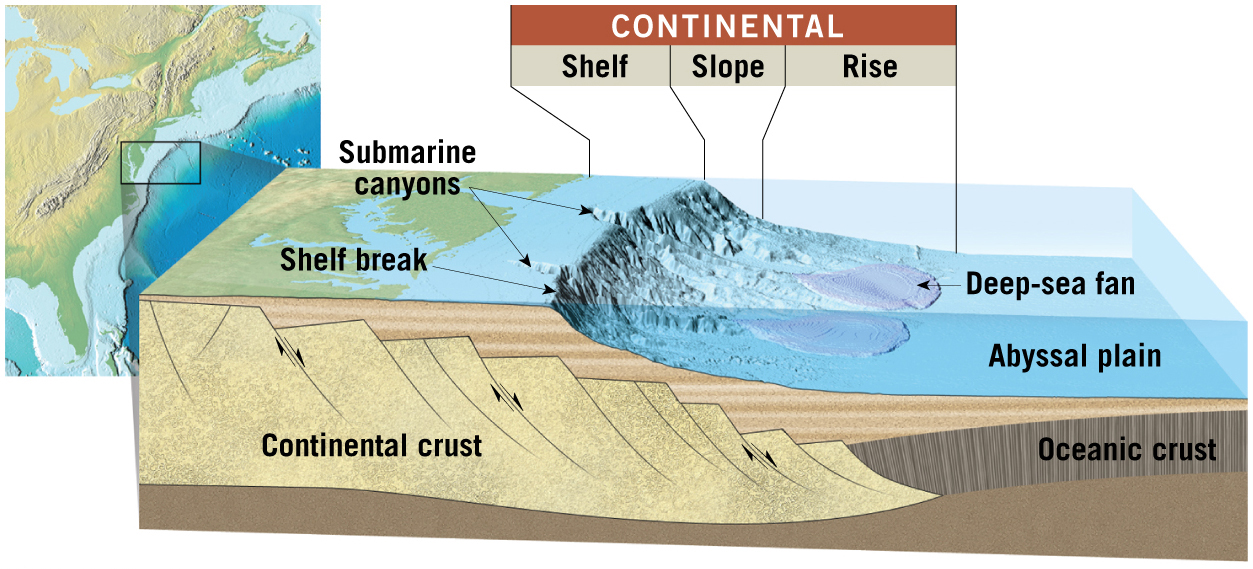 CONTINENTAL
Shelf
Slope
Rise
Submarine
canyons
Shelf break
Deep-sea fan
Abyssal plain
Continental crust
Oceanic crust